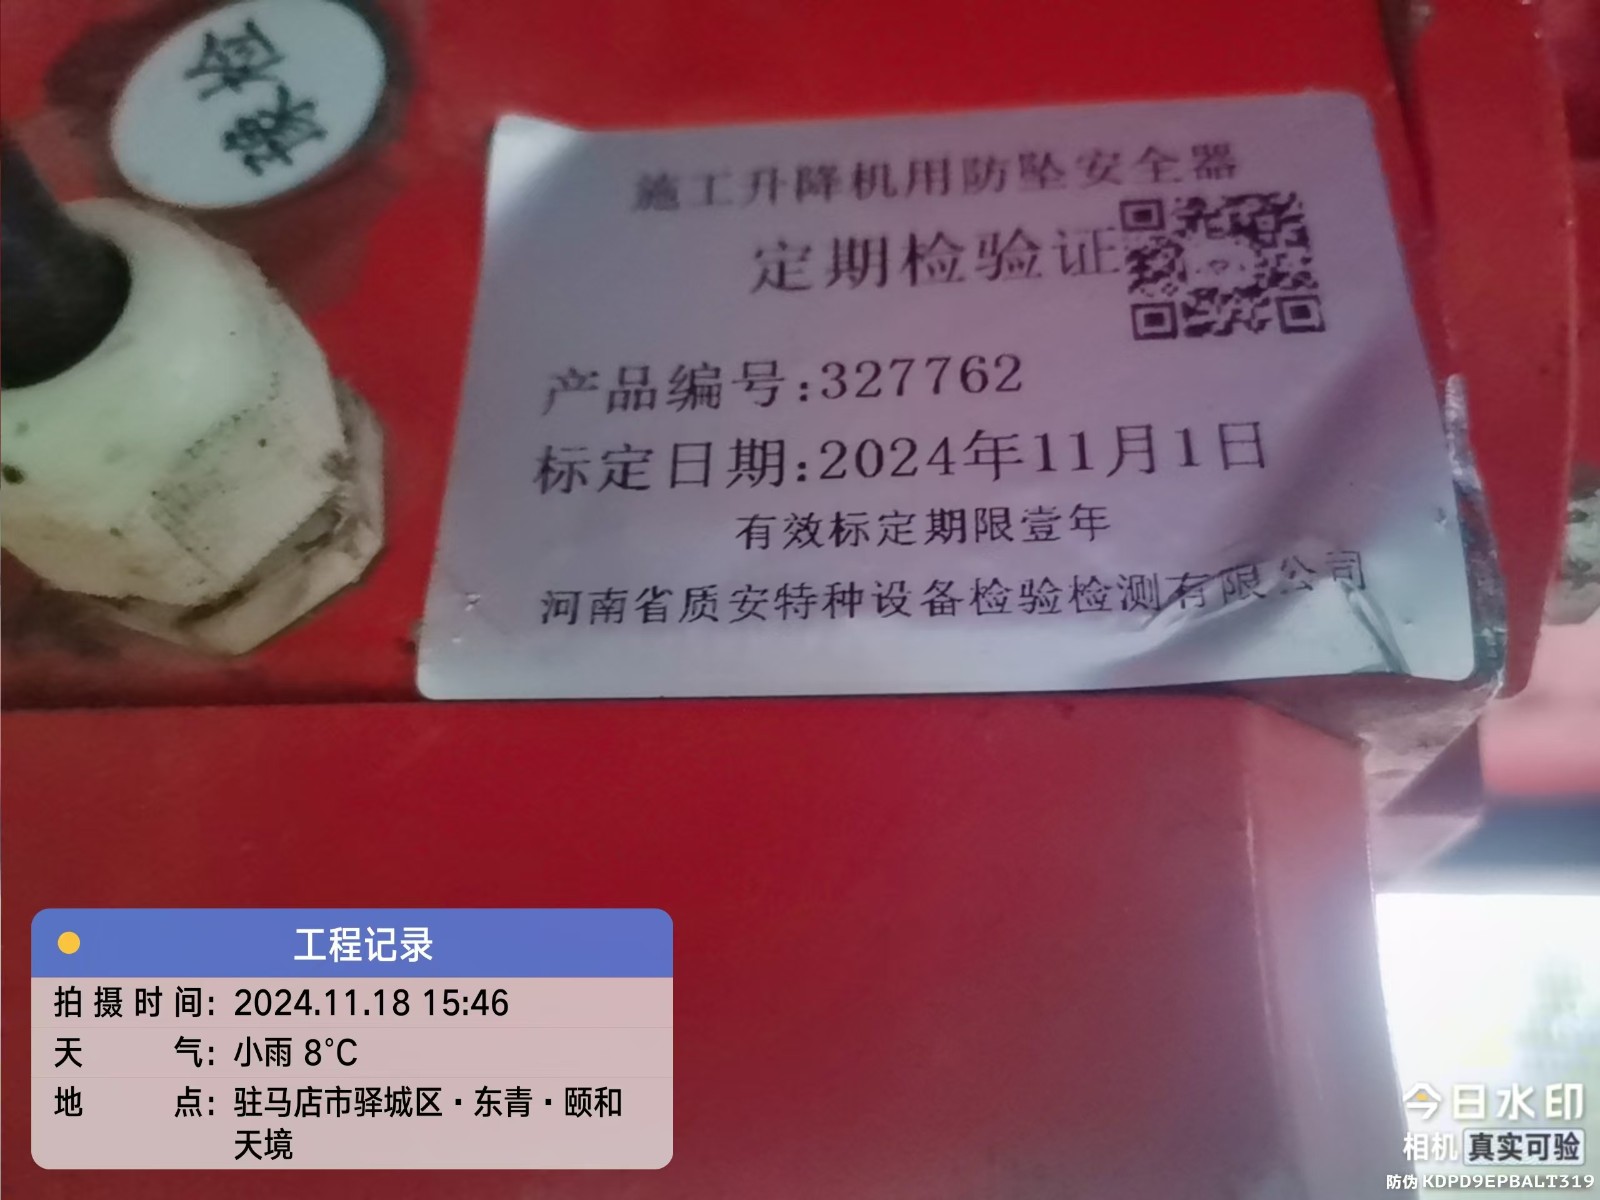 施工升降机用防坠安全器
定期检验证
产品编号:327762
标定日期:2024年11月1日
有效标定期限壹年
河南省质安特种设备检验检测有限公司
工程记录
拍摄时间: 2024.11.18 15:46
天气: 小雨 8°C
地点: 驻马店市驿城区·东青·颐和
天境
今日水印
相机 真实可验
防伪 KDPD9EPBALT319